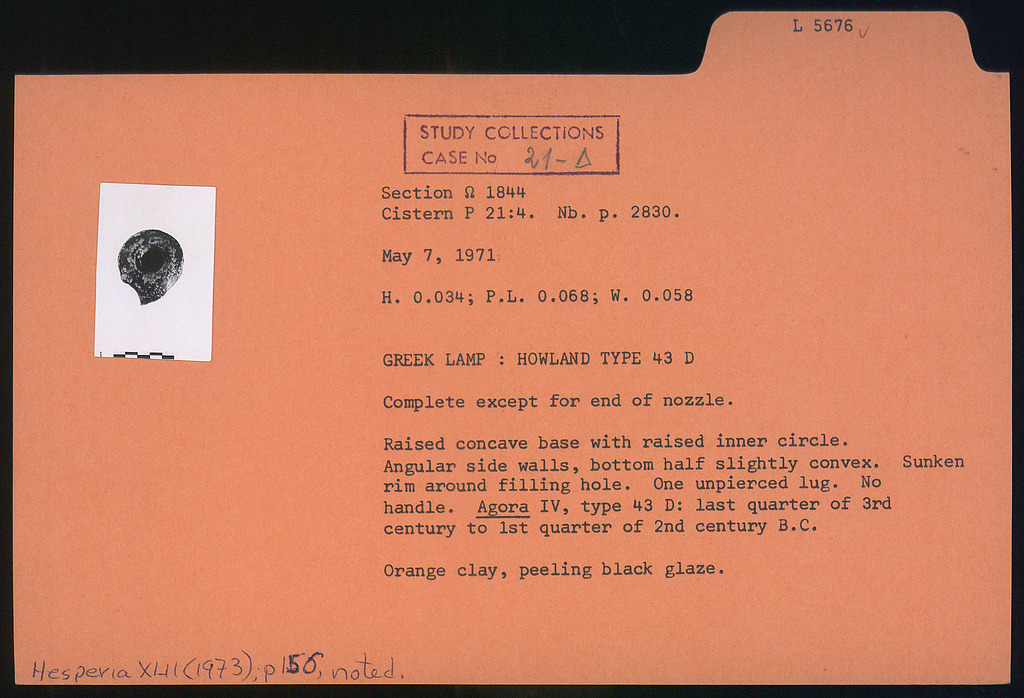 L 5676 ✓
STUDY COLLECTIONS
CASE No 21-Δ
Section Ω 1844
Cistern P 21:4. Nb. p. 2830.
May 7, 1971
H. 0.034; P.L. 0.068; W. 0.058
GREEK LAMP : HOWLAND TYPE 43 D
Complete except for end of nozzle.
Raised concave base with raised inner circle.
Angular side walls, bottom half slightly convex. Sunken
rim around filling hole. One unpierced lug. No
handle. Agora IV, type 43 D: last quarter of 3rd
century to 1st quarter of 2nd century B.C.
Orange clay, peeling black glaze.
Hesperia XLII (1973), p. noted.